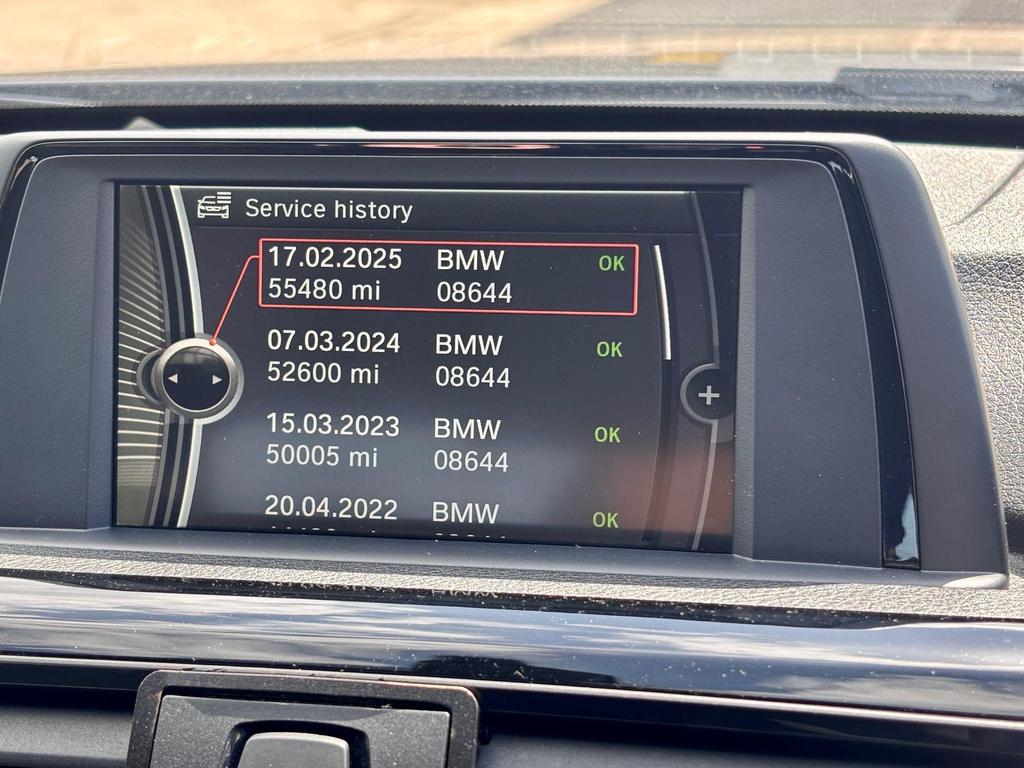 Service history
17.02.2025 BMW OK
55480 mi 08644
07.03.2024 BMW OK
52600 mi 08644
15.03.2023 BMW OK
50005 mi 08644
20.04.2022 BMW OK